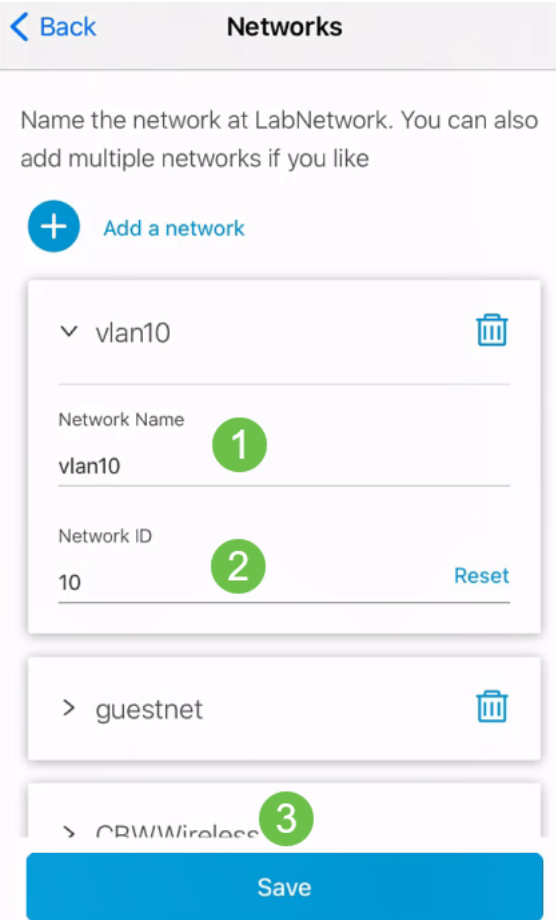 Back
Networks
Name the network at LabNetwork. You can also
add multiple networks if you like
Add a network
vlan10
Network Name
1
vlan10
Network ID
2
10
Reset
guestnet
CBWWireless
3
Save